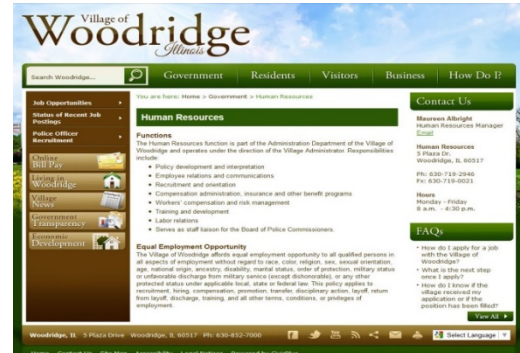 Village of
Woodridge
Illinois
Search Woodridge...
Government Residents Visitors Business How Do I?
Job Opportunities
Status of Recent Job
Postings
Police Officer
Recruitment
Online
Bill Pay
Living in
Woodridge
Village
News
Government
Transparency
Economic
Development
You are here: Home > Government > Human Resources
Human Resources
Functions
The Human Resources function is part of the Administration Department of the Village of
Woodridge and operates under the direction of the Village Administrator. Responsibilities
include:
• Policy development and interpretation
• Employee relations and communications
• Recruitment and orientation
• Compensation administration, insurance and other benefit programs
• Workers' compensation and risk management
• Training and development
• Labor relations
• Serves as staff liaison for the Board of Police Commissioners.
Equal Employment Opportunity
The Village of Woodridge affords equal employment opportunity to all qualified persons in
all aspects of employment without regard to race, color, religion, sex, sexual orientation,
age, national origin, ancestry, disability, marital status, order of protection, military status
or unfavorable discharge from military service (except dishonorable), or any other
protected status under applicable local, state or federal law. This policy applies to
recruitment, hiring, compensation, promotion, transfer, disciplinary action, layoff, return
from layoff, discharge, training, and all other terms, conditions, or privileges of
employment.
Contact Us
Maureen Albright
Human Resources Manager
Email
Human Resources
5 Plaza Dr.
Woodridge, IL 60517
Ph: 630-719-2946
Fx: 630-719-0021
Hours
Monday - Friday
8 a.m. - 4:30 p.m.
FAQs
• How do I apply for a job
with the Village of
Woodridge?
• What is the next step
once I apply?
• How do I know if the
village received my
application or if the
position has been filled?
View All
Woodridge, IL 5 Plaza Drive Woodridge, IL 60517 Ph: 630-852-7000 Select Language